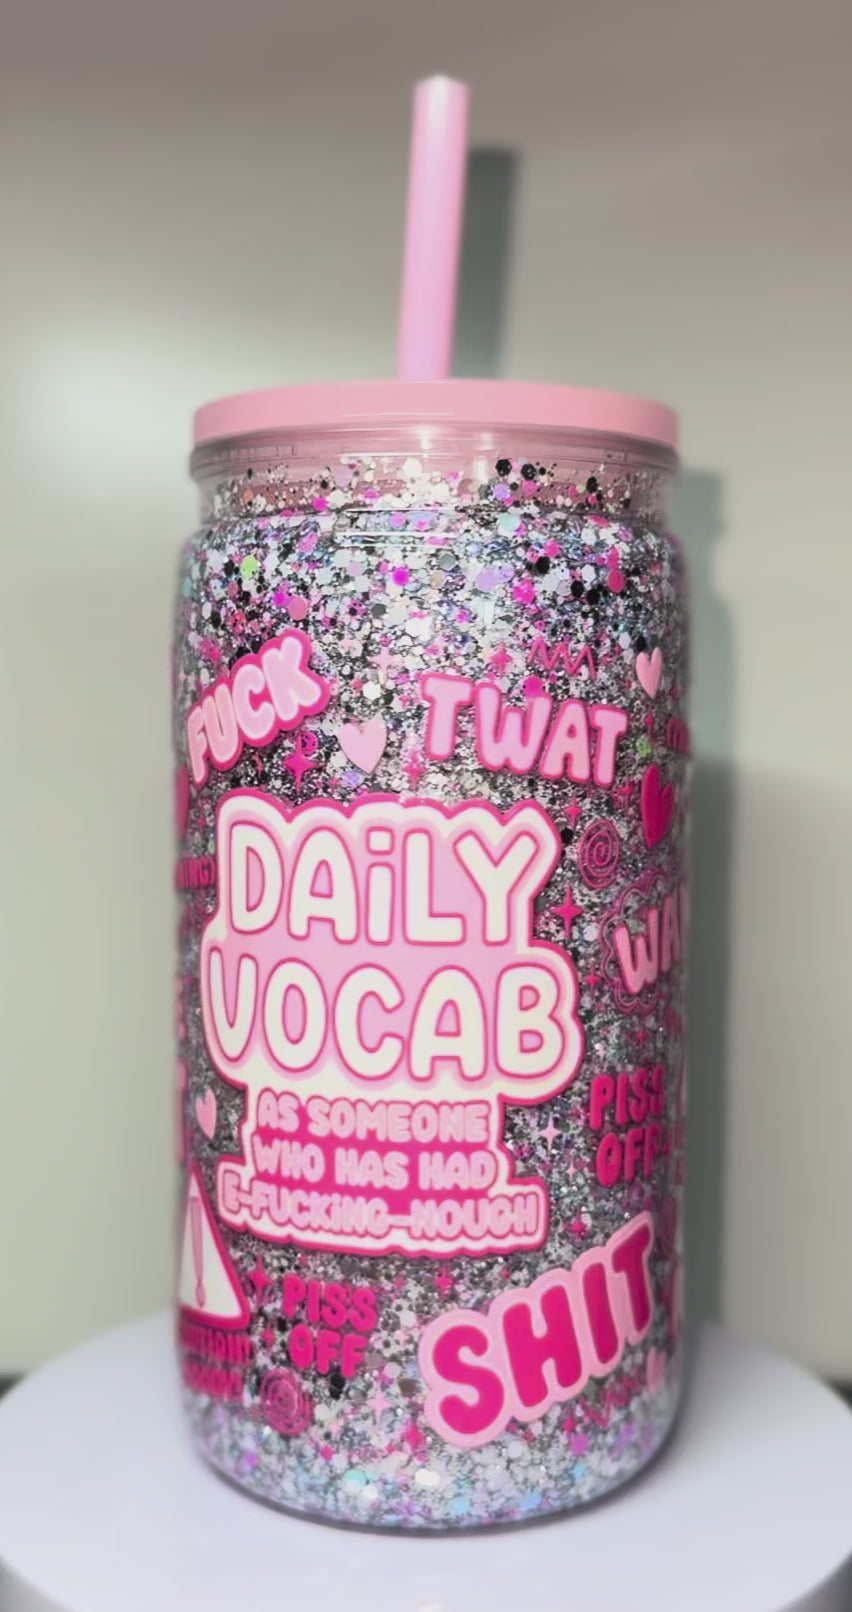 FUCK
TWAT
DAiLY
VOCAB
AS SOMEONE
WHO HAS HAD
E-FUCKiNG-NOUGH
PISS
OFF
PISS
OFF
SHIT